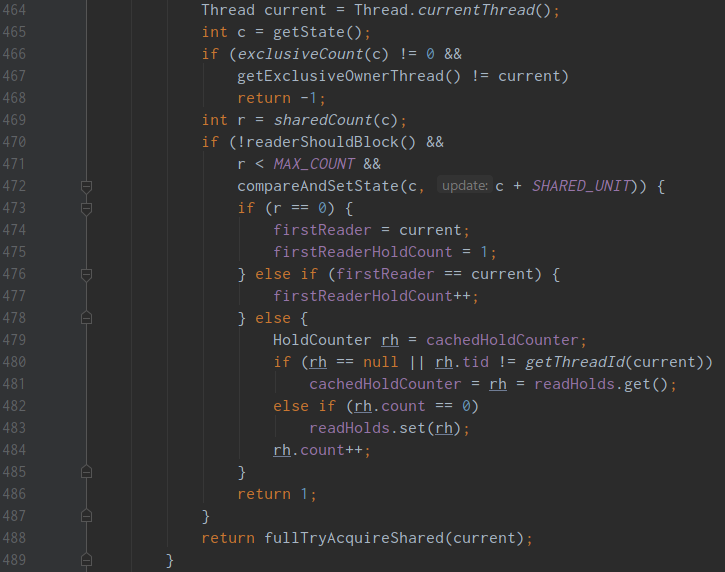 464 Thread current = Thread.currentThread();
465 int c = getState();
466 if (exclusiveCount(c) != 0 &&
467 getExclusiveOwnerThread() != current)
468 return -1;
469 int r = sharedCount(c);
470 if (!readerShouldBlock() &&
471 r < MAX_COUNT &&
472 compareAndSetState(c, update: c + SHARED_UNIT)) {
473 if (r == 0) {
474 firstReader = current;
475 firstReaderHoldCount = 1;
476 } else if (firstReader == current) {
477 firstReaderHoldCount++;
478 } else {
479 HoldCounter rh = cachedHoldCounter;
480 if (rh == null || rh.tid != getThreadId(current))
481 cachedHoldCounter = rh = readHolds.get();
482 else if (rh.count == 0)
483 readHolds.set(rh);
484 rh.count++;
485 }
486 return 1;
487 }
488 return fullTryAcquireShared(current);
489 }